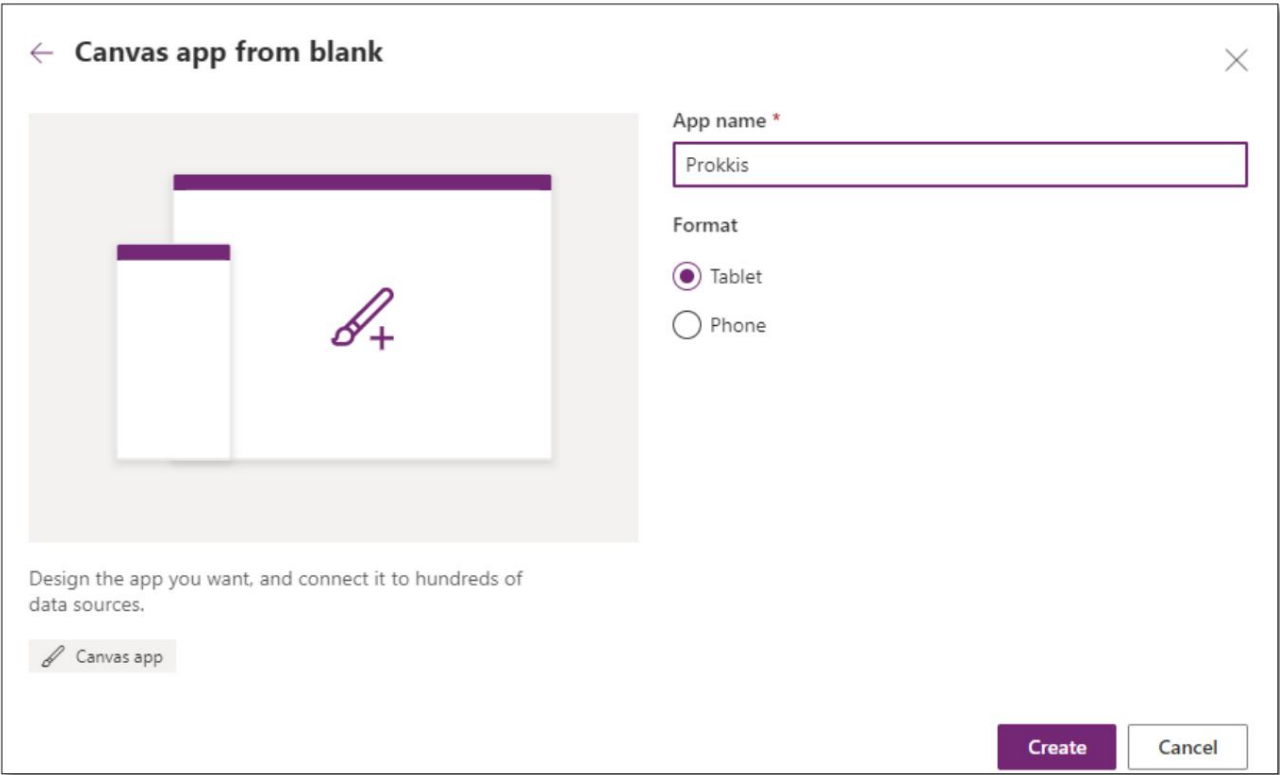 Canvas app from blank
App name *
Prokkis
Format
Tablet
Phone
Design the app you want, and connect it to hundreds of
data sources.
Canvas app
Create
Cancel